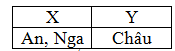 X Y
An, Nga Châu